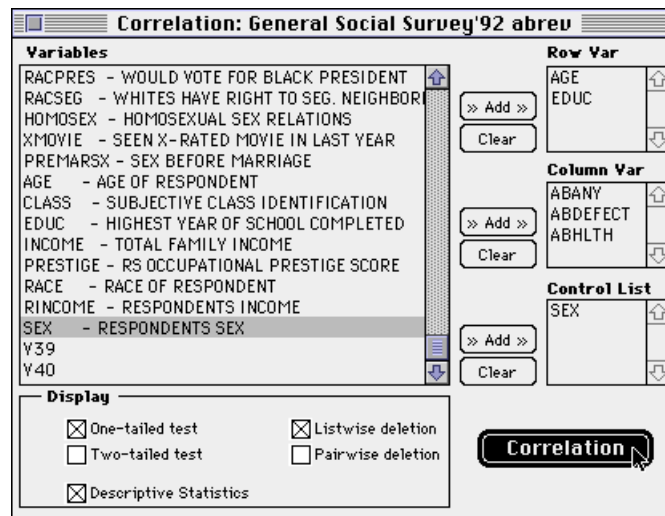 Correlation: General Social Survey'92 abrev
Variables
RACPRES - WOULD VOTE FOR BLACK PRESIDENT
RACSEG - WHITES HAVE RIGHT TO SEG. NEIGHBORI
HOMOSEX - HOMOSEXUAL SEX RELATIONS
XMOVIE - SEEN X-RATED MOVIE IN LAST YEAR
PREMARSX - SEX BEFORE MARRIAGE
AGE - AGE OF RESPONDENT
CLASS - SUBJECTIVE CLASS IDENTIFICATION
EDUC - HIGHEST YEAR OF SCHOOL COMPLETED
INCOME - TOTAL FAMILY INCOME
PRESTIGE - RS OCCUPATIONAL PRESTIGE SCORE
RACE - RACE OF RESPONDENT
RINCOME - RESPONDENTS INCOME
SEX - RESPONDENTS SEX
V39
V40
» Add »
Clear
» Add »
Clear
» Add »
Clear
Row Var
AGE
EDUC
Column Var
ABANY
ABDEFECT
ABHLTH
Control List
SEX
Display
One-tailed test
Listwise deletion
Two-tailed test
Pairwise deletion
Descriptive Statistics
Correlation